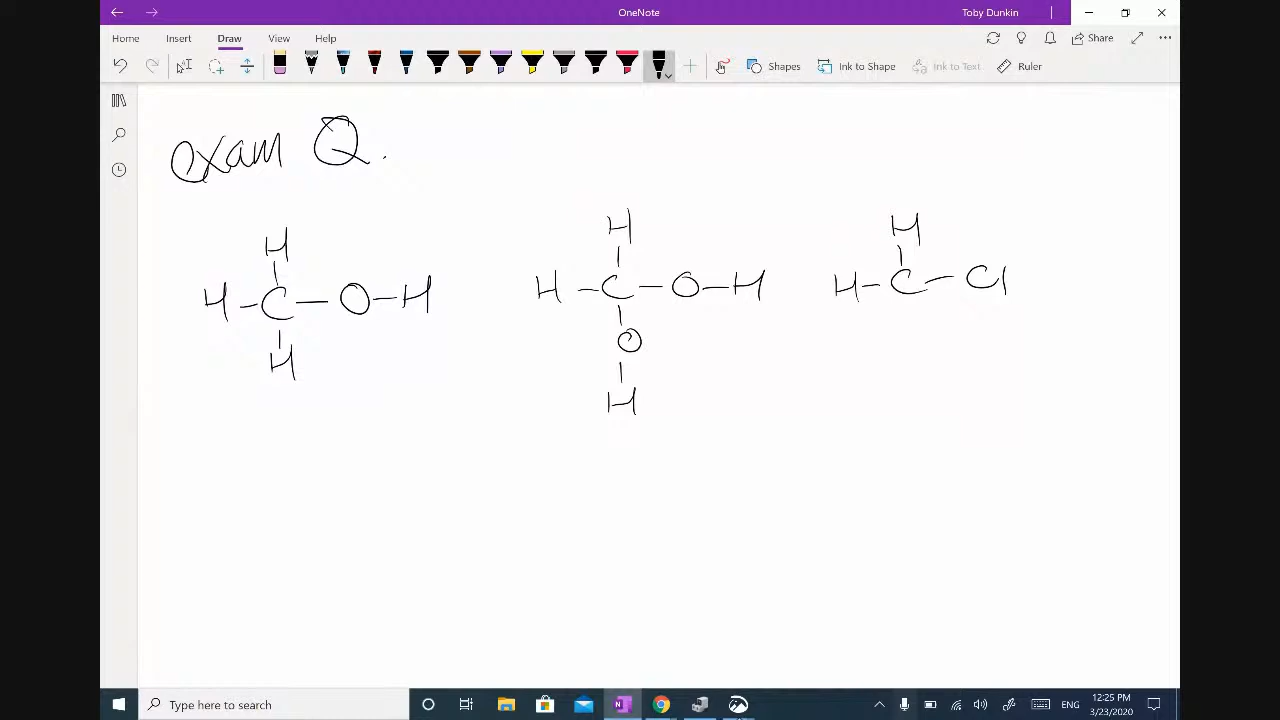 OneNote
Toby Dunkin
Home Insert Draw View Help
Share
Shapes
Ink to Shape
Ink to Text
Ruler
exam Q.
H
H-C-O-H
H
H
H-C-O-H
O
H
H
H-C-Cl
Type here to search
ENG
12:25 PM
3/23/2020